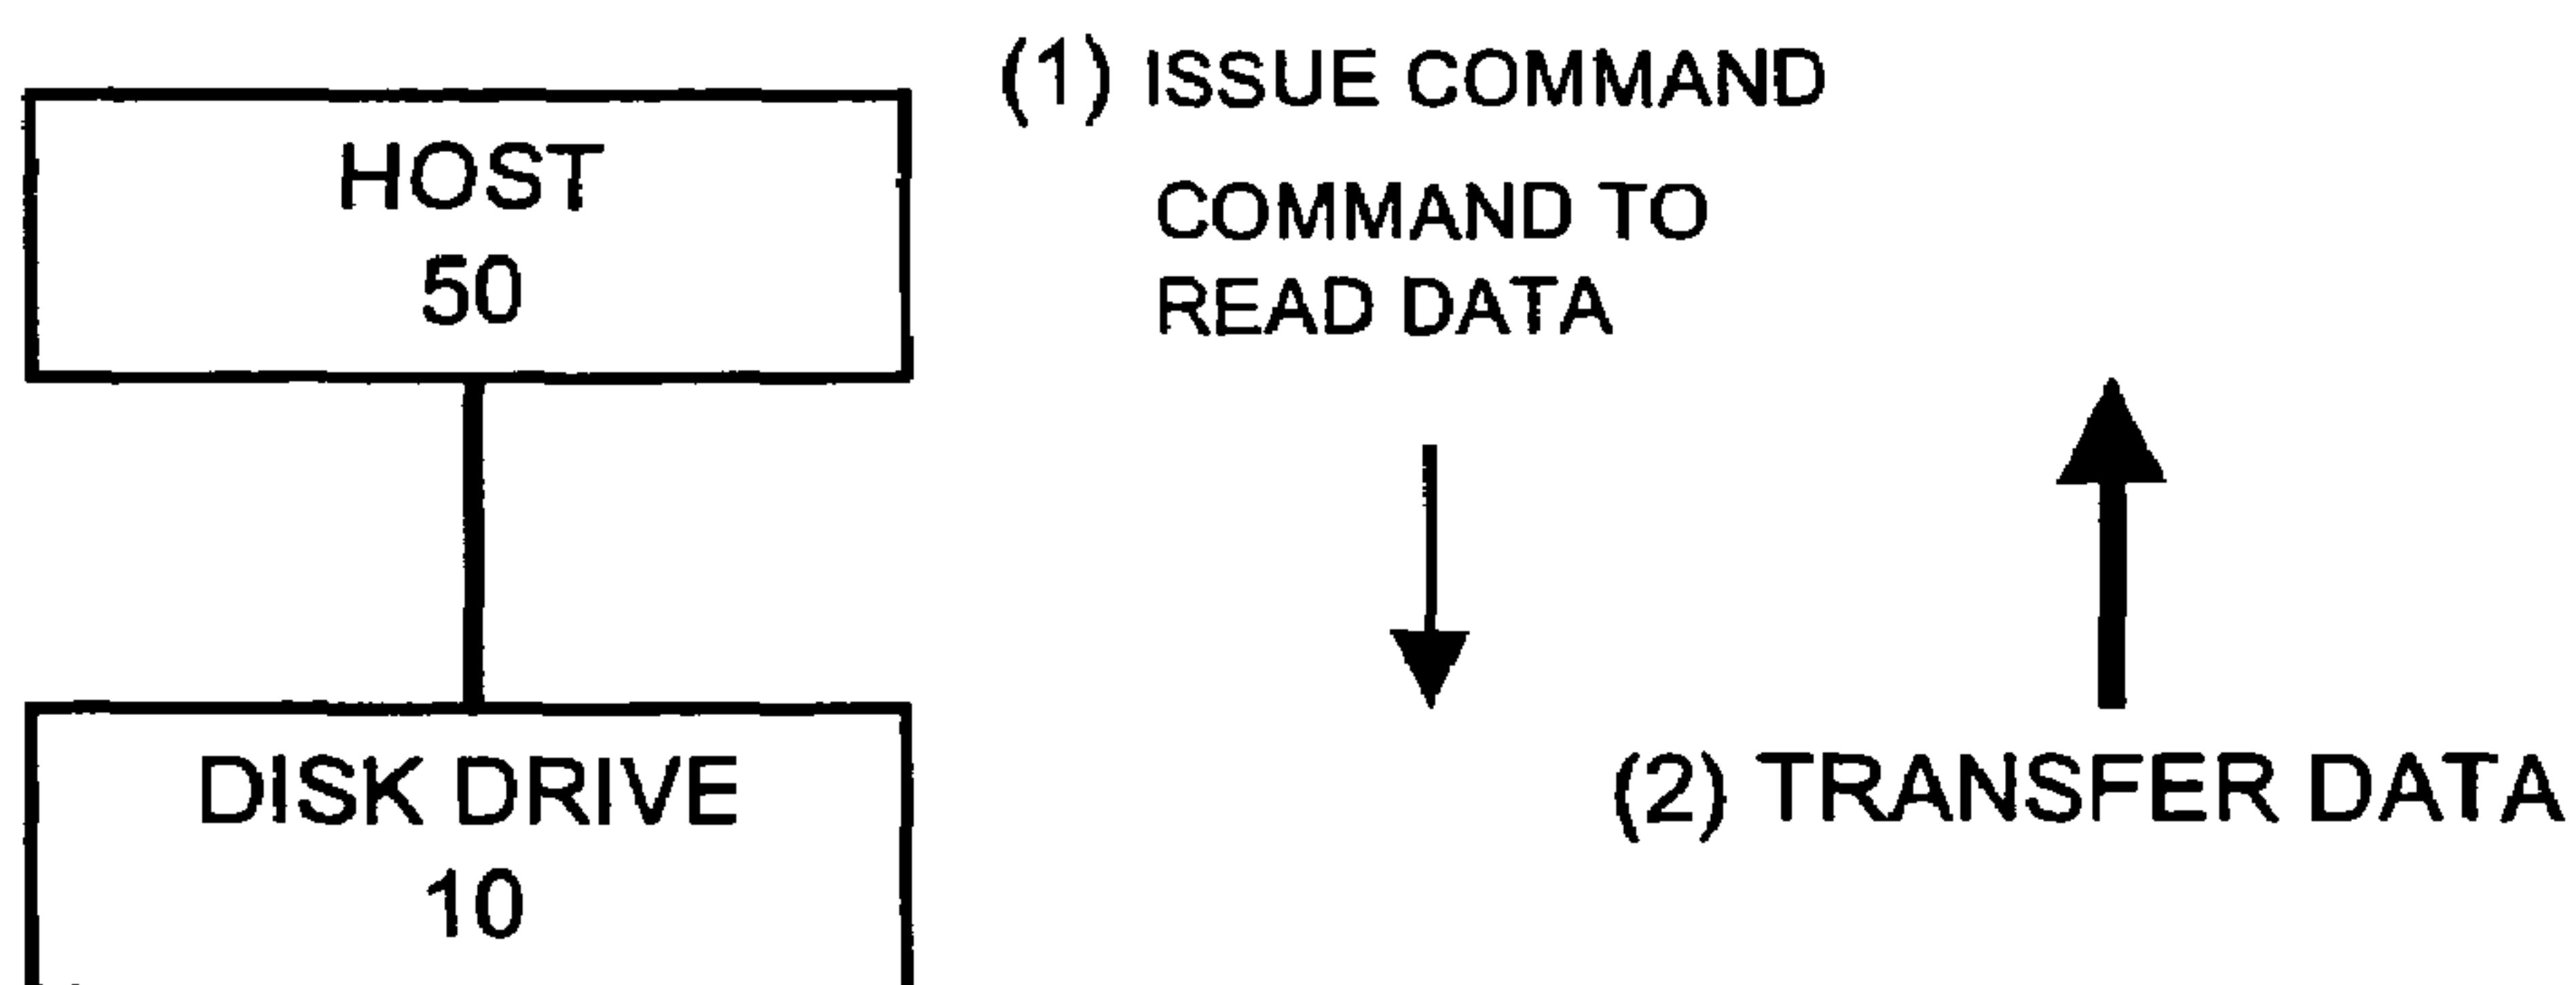 HOST
50
(1) ISSUE COMMAND
COMMAND TO
READ DATA
DISK DRIVE
10
(2) TRANSFER DATA